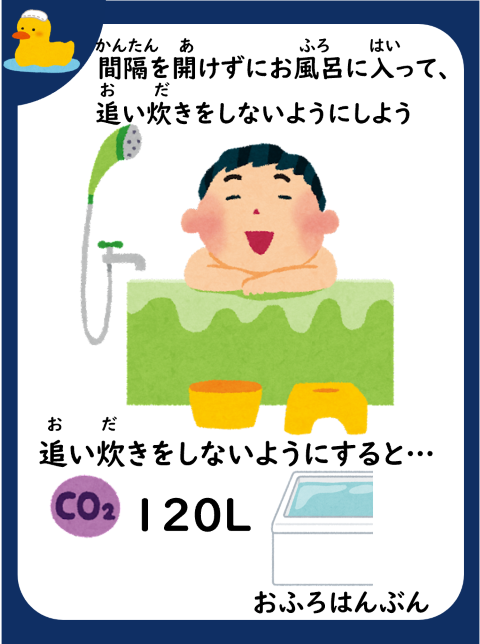 かんたん あ ふろ はい
間隔を開けずにお風呂に入って、
お だ
追い炊きをしないようにしよう
お だ
追い炊きをしないようにすると…
CO2 120L
おふろはんぶん